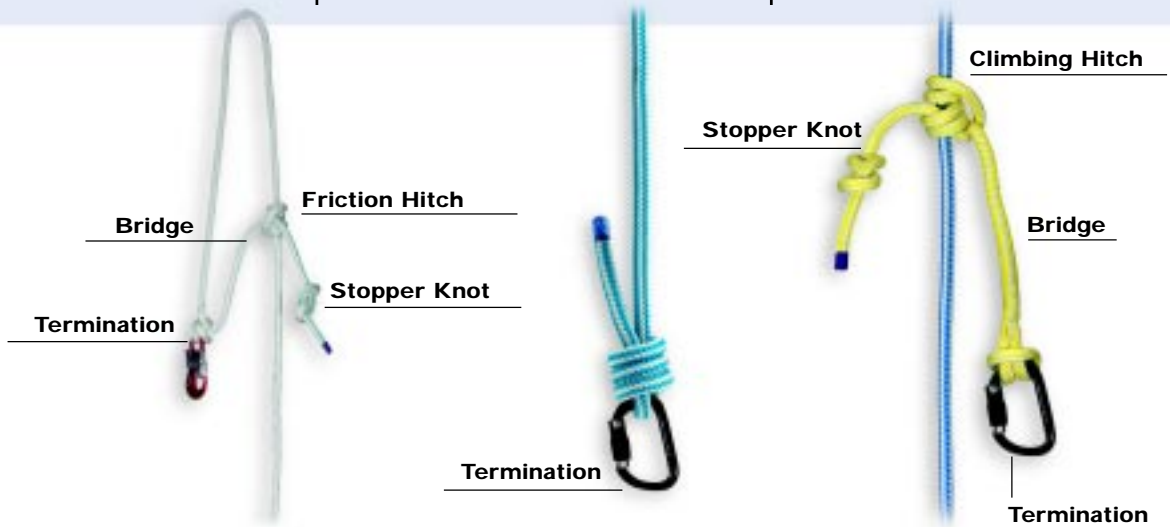 Climbing Hitch
Stopper Knot
Friction Hitch
Bridge
Bridge
Stopper Knot
Termination
Termination
Termination